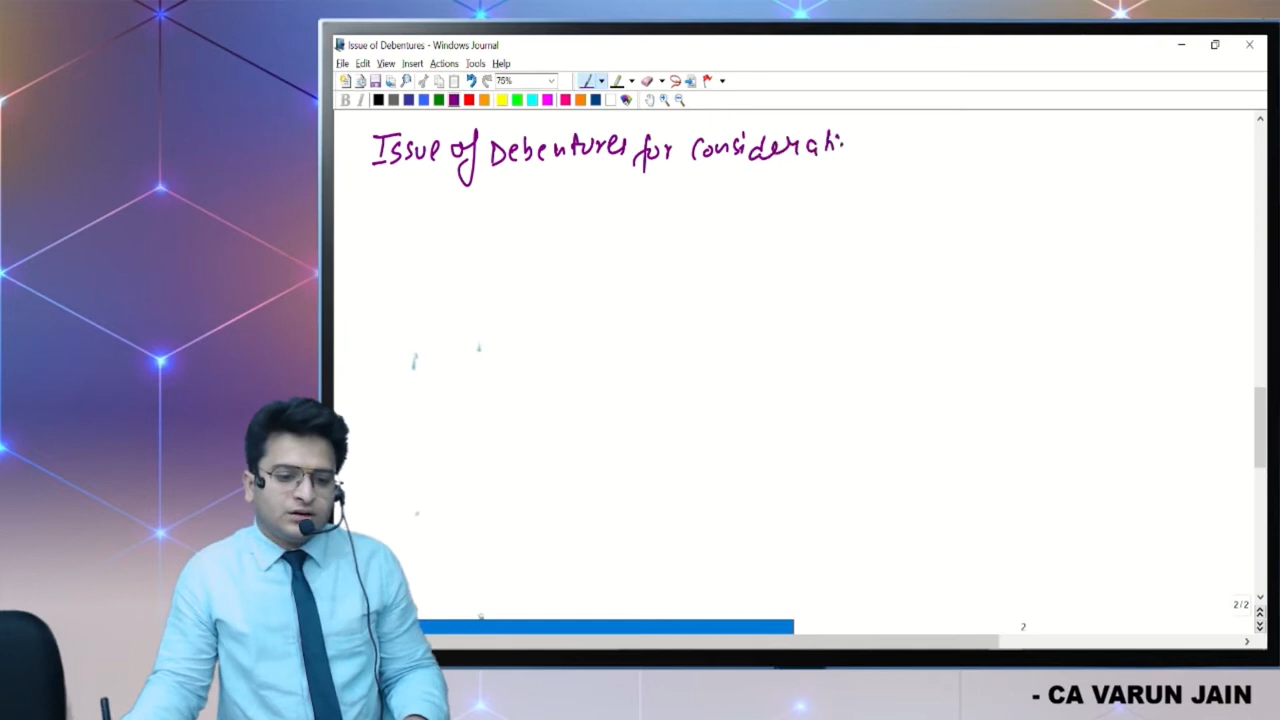 Issue of Debentures - Windows Journal
File Edit View Insert Actions Tools Help
75%
B I
Issue of Debentures for considerati
2/2
2
- CA VARUN JAIN